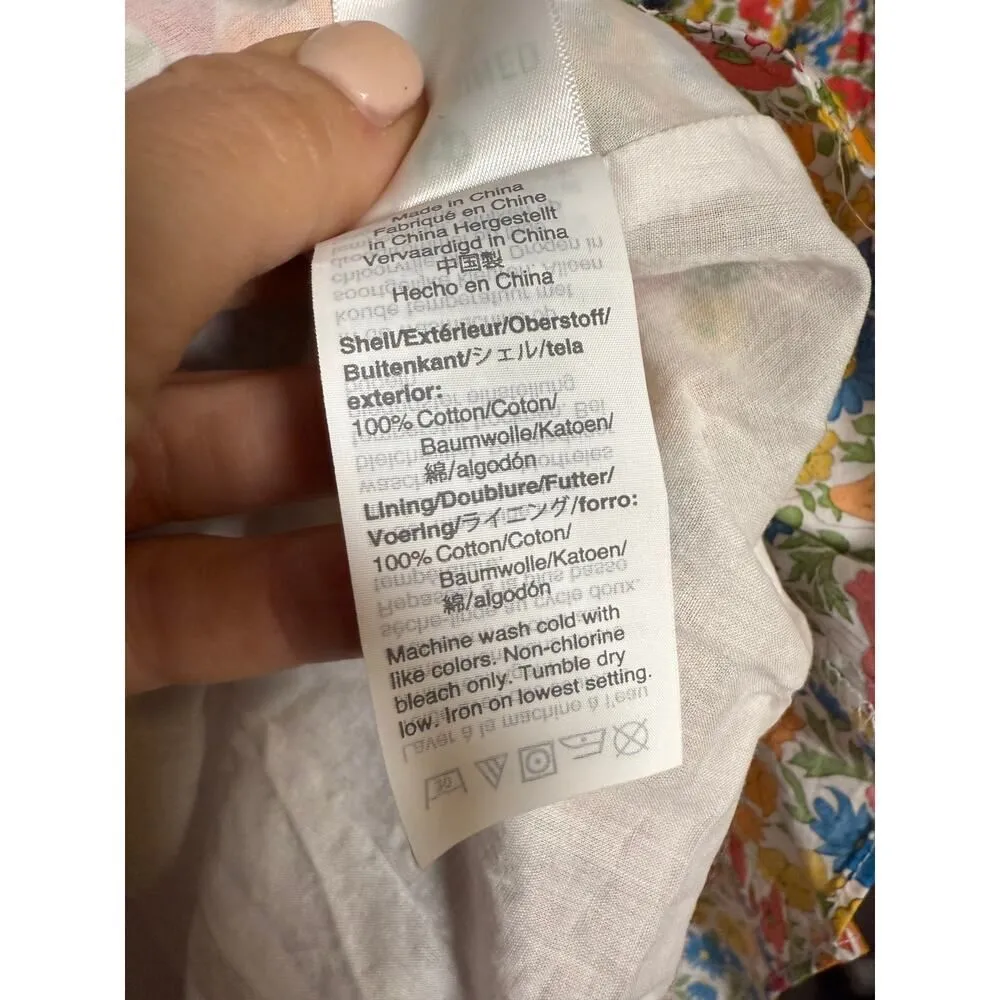 Made in China
Fabriqué en Chine
in China Hergestellt
Vervaardigd in China
中国製
Hecho en China
Shell/Extérieur/Oberstoff/
Buitenkant/シェル/tela
exterior:
100% Cotton/Coton/
Baumwolle/Katoen/
綿/algodón
Lining/Doublure/Futter/
Voering/ライニング/forro:
100% Cotton/Coton/
Baumwolle/Katoen/
綿/algodón
Machine wash cold with
like colors. Non-chlorine
bleach only. Tumble dry
low. Iron on lowest setting.
30